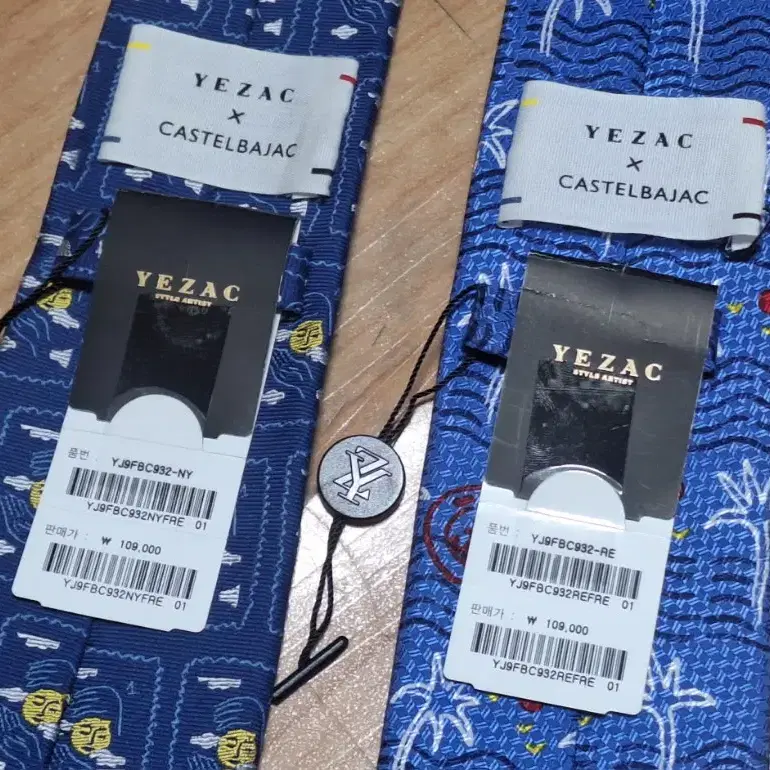 YEZAC
×
CASTELBAJAC
YEZAC
STYLE ARTIST
품번 : YJ9FBC932-NY
YJ9FBC932NYFRE 01
판매가 : ₩ 109,000
YJ9FBC932NYFRE 01
YEZAC
×
CASTELBAJAC
YEZAC
STYLE ARTIST
품번 : YJ9FBC932-RE
YJ9FBC932REFRE 01
판매가 : ₩ 109,000
YJ9FBC932REFRE 01